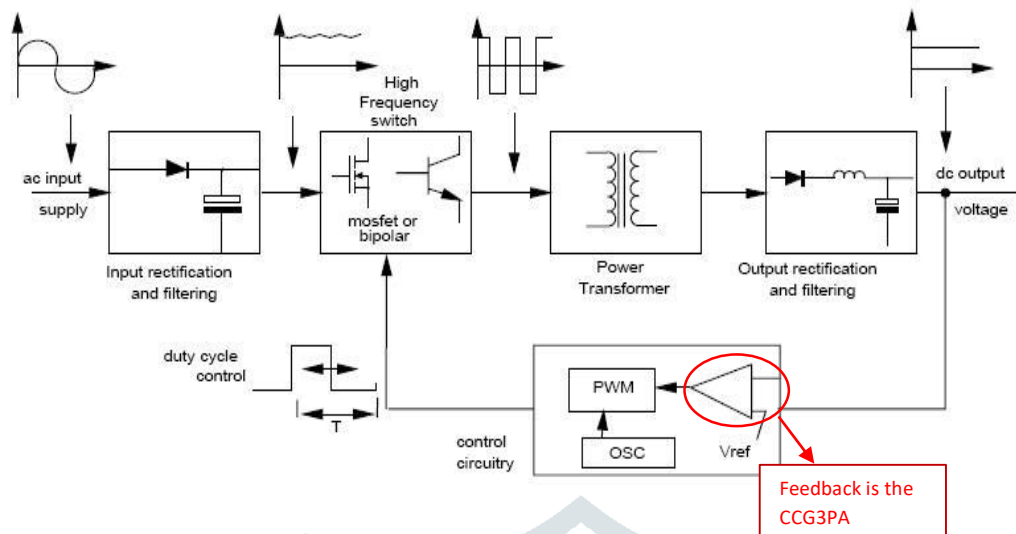 High
Frequency
switch
ac input
supply
mosfet or
bipolar
dc output
voltage
Input rectification
and filtering
Power
Transformer
Output rectification
and filtering
duty cycle
control
T
PWM
OSC
Vref
control
circuitry
Feedback is the
CCG3PA